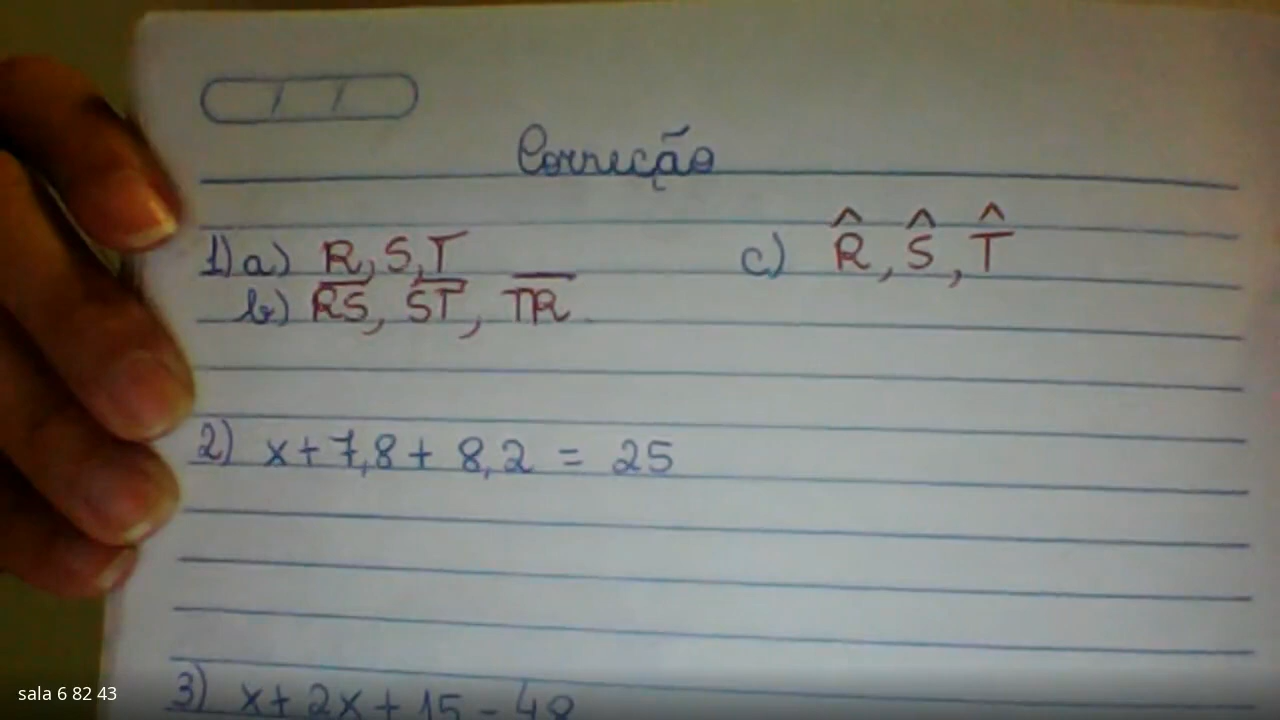 Correção
1) a) R, S, T
c) R̂, Ŝ, T̂
b) R̅S̅, S̅T̅, T̅R̅
2) x + 7,8 + 8,2 = 25
3) x + 2x + 15 = 48
sala 6 82 43